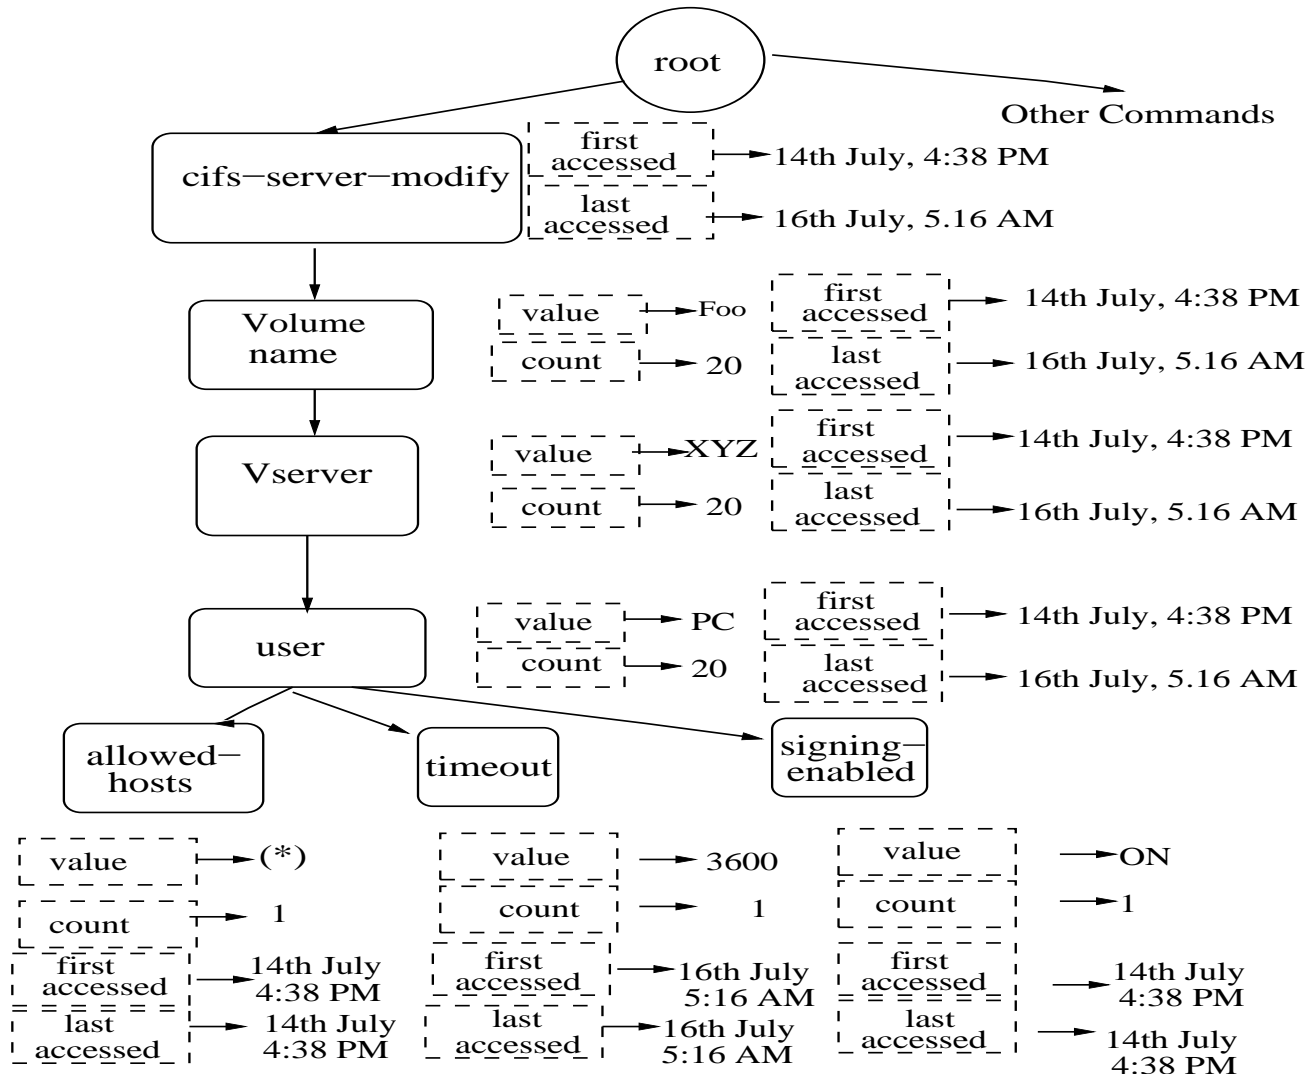 root
Other Commands
cifs−server−modify
first
accessed
14th July, 4:38 PM
last
accessed
16th July, 5.16 AM
Volume
name
value
Foo
count
20
first
accessed
14th July, 4:38 PM
last
accessed
16th July, 5.16 AM
Vserver
value
XYZ
count
20
first
accessed
14th July, 4:38 PM
last
accessed
16th July, 5.16 AM
user
value
PC
count
20
first
accessed
14th July, 4:38 PM
last
accessed
16th July, 5.16 AM
allowed−
hosts
timeout
signing−
enabled
value
(*)
count
1
first
accessed
14th July
4:38 PM
last
accessed
14th July
4:38 PM
value
3600
count
1
first
accessed
16th July
5:16 AM
last
accessed
16th July
5:16 AM
value
ON
count
1
first
accessed
14th July
4:38 PM
last
accessed
14th July
4:38 PM